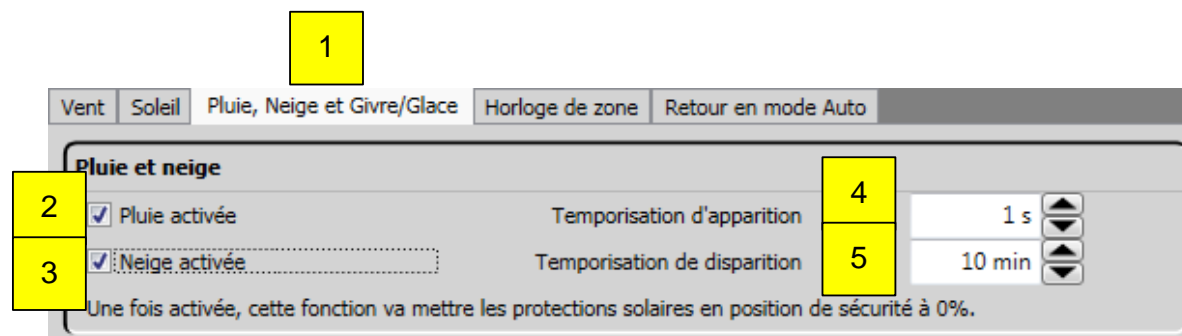 1
Vent Soleil Pluie, Neige et Givre/Glace Horloge de zone Retour en mode Auto
Pluie et neige
2 Pluie activée Temporisation d'apparition 4 1 s
3 Neige activée Temporisation de disparition 5 10 min
Une fois activée, cette fonction va mettre les protections solaires en position de sécurité à 0%.